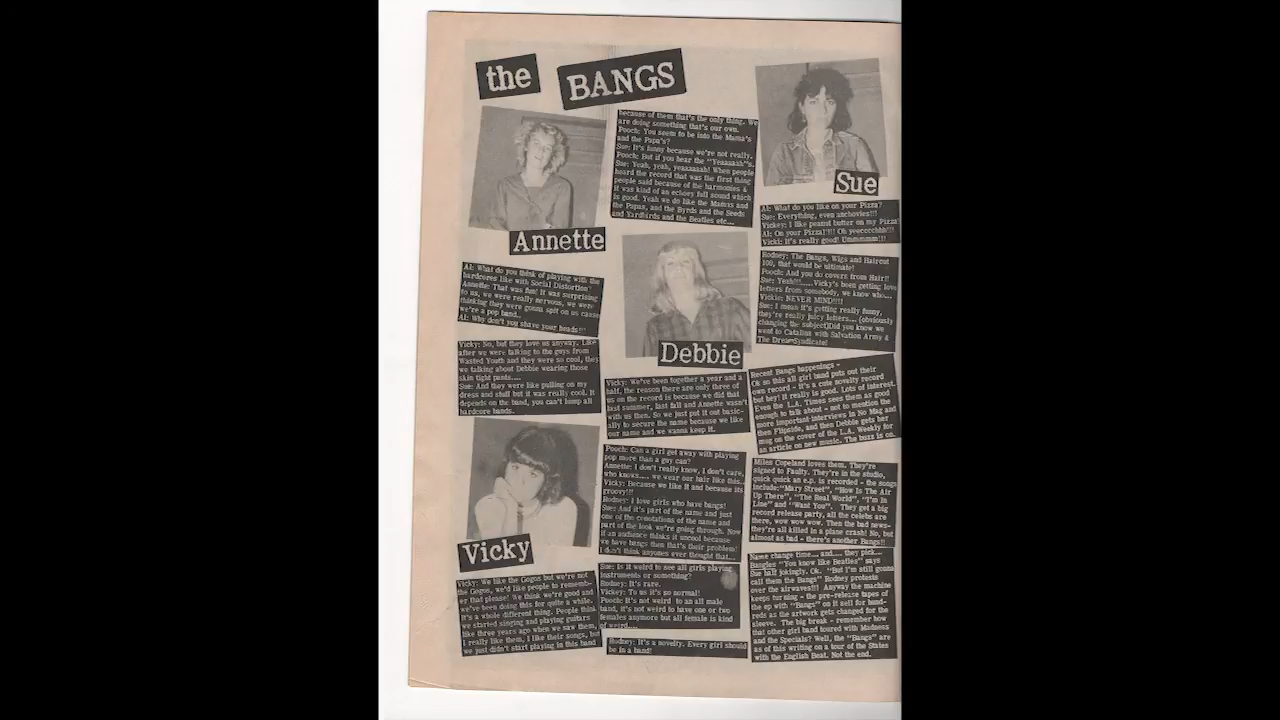 the BANGS
Annette
Al: What do you think of playing with the
hardcores like with Social Distortion?
Annette: That was fun! It was surprising
to us, we were really nervous, we were
thinking they were gonna spit on us cause
we're a pop band..
Al: Why don't you shave your heads!!!
Vicky: No, but they love us anyway. Like
after we were talking to the guys from
Wasted Youth and they were so cool, they
we talking about Debbie wearing those
skin tight pants....
Sue: And they were like pulling on my
dress and stuff but it was really cool. It
depends on the band, you can't lump all
hardcore bands.
Vicky
Vicky: We like the Gogos but we're not
the Gogos, we'd like people to rememb-
er that please! We think we're good and
we've been doing this for quite a while.
It's a whole different thing. People think
we started singing and playing guitars
like three years ago when we saw them,
I really like them, I like their songs, but
we just didn't start playing in this band
because of them that's the only thing. We
are doing something that's our own.
Pooch: You seem to be into the Mama's
and the Papa's?
Sue: It's funny because we're not really.
Pooch: But if you hear the "Yeaaaah"s.
Sue: Yeah, yeah, yeaaaaaah! When people
heard the record that was the first thing
people said because of the harmonies &
it was kind of an echoey full sound which
is good. Yeah we do like the Mamas and
the Papas, and the Byrds and the Seeds
and Yardbirds and the Beatles etc...
Debbie
Vicky: We've been together a year and a
half, the reason there are only three of
us on the record is because we did that
last summer, last fall and Annette wasn't
with us then. So we just put it out basic-
ally to secure the name because we like
our name and we wanna keep it.
Pooch: Can a girl get away with playing
pop more than a guy can?
Annette: I don't really know, I don't care,
who knows.... we wear our hair like this..
Vicky: Because we like it and because its
groovy!!!
Rodney: I love girls who have bangs!
Sue: And it's part of the name and just
one of the conotations of the name and
part of the look we're going through. Now
if an audience thinks it uncool because
we have bangs then that's their problem!
I don't think anyones ever thought that...
Sue: Is it weird to see all girls playing
instruments or something?
Rodney: It's rare.
Vickey: To us it's so normal!
Pooch: It's not weird to an all male
band, it's not weird to have one or two
females anymore but all female is kind
of weird....
Rodney: It's a novelty. Every girl should
be in a band!
Sue
Al: What do you like on your Pizza?
Sue: Everything, even anchovies!!!
Vickey: I like peanut butter on my Pizza
Al: On your Pizza!!!! Oh yeecccchhh!!!
Vicki: It's really good! Ummmmm!!!
Rodney: The Bangs, Wigs and Haircut
100, that would be ultimate!
Pooch: And you do covers from Hair!!
Sue: Yeah!!!......Vicky's been getting love
letters from somebody, we know who...
Vickie: NEVER MIND!!!!
Sue: I mean it's getting really funny,
they're really juicy letters.... (obviously
changing the subject)Did you know we
went to Catalina with Salvation Army &
The DreamSyndicate!
Recent Bangs happenings -
Ok so this all girl band puts out their
own record - it's a cute novelty record
but hey! it really is good. Lots of interest.
Even the L.A. Times sees them as good
enough to talk about - not to mention the
more important interviews in No Mag and
then Flipside, and then Debbie gets her
mug on the cover of the L.A. Weekly for
an article on new music. The buzz is on.
Miles Copeland loves them. They're
signed to Faulty. They're in the studio,
quick quick an e.p. is recorded - the songs
include:"Mary Street", "How Is The Air
Up There", "The Real World", "I'm In
Line" and "Want You". They get a big
record release party, all the celebs are
there, wow wow wow. Then the bad news-
they're all killed in a plane crash! No, but
almost as bad - there's another Bangs!!
Name change time... and.... they pick...
Bangles "You know like Beatles" says
Sue half jokingly. Ok. "But I'm still gonna
call them the Bangs" Rodney protests
over the airwaves!!! Anyway the machine
keeps turning - the pre-release tapes of
the ep with "Bangs" on it sell for hund-
reds as the artwork gets changed for the
sleeve. The big break - remember how
that other girl band toured with Madness
and the Specials? Well, the "Bangs" are
as of this writing on a tour of the States
with the English Beat. Not the end.